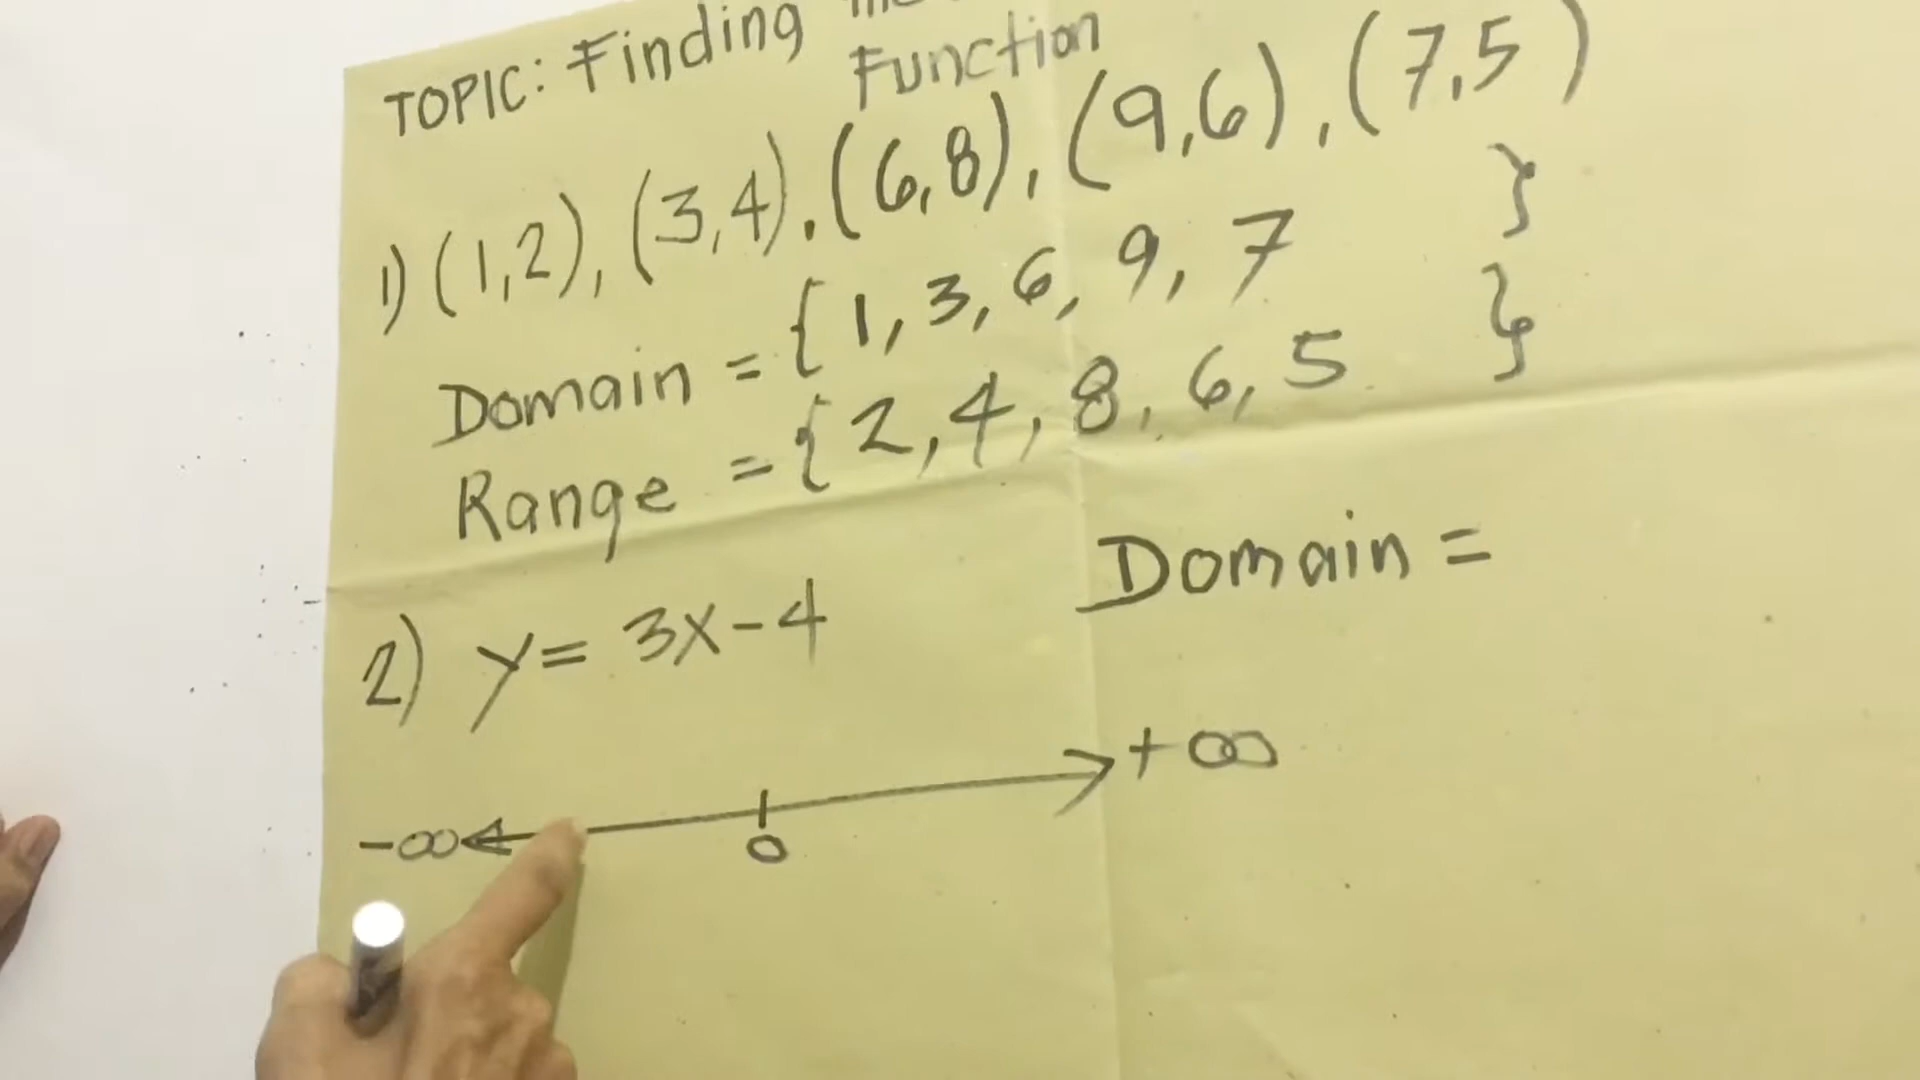 TOPIC: Finding
Function
1) (1,2), (3,4), (6,8), (9,6), (7,5)
Domain = {1, 3, 6, 9, 7 }
Range = {2, 4, 8, 6, 5 }
2) y = 3x - 4
Domain =
-∞ 0 +∞